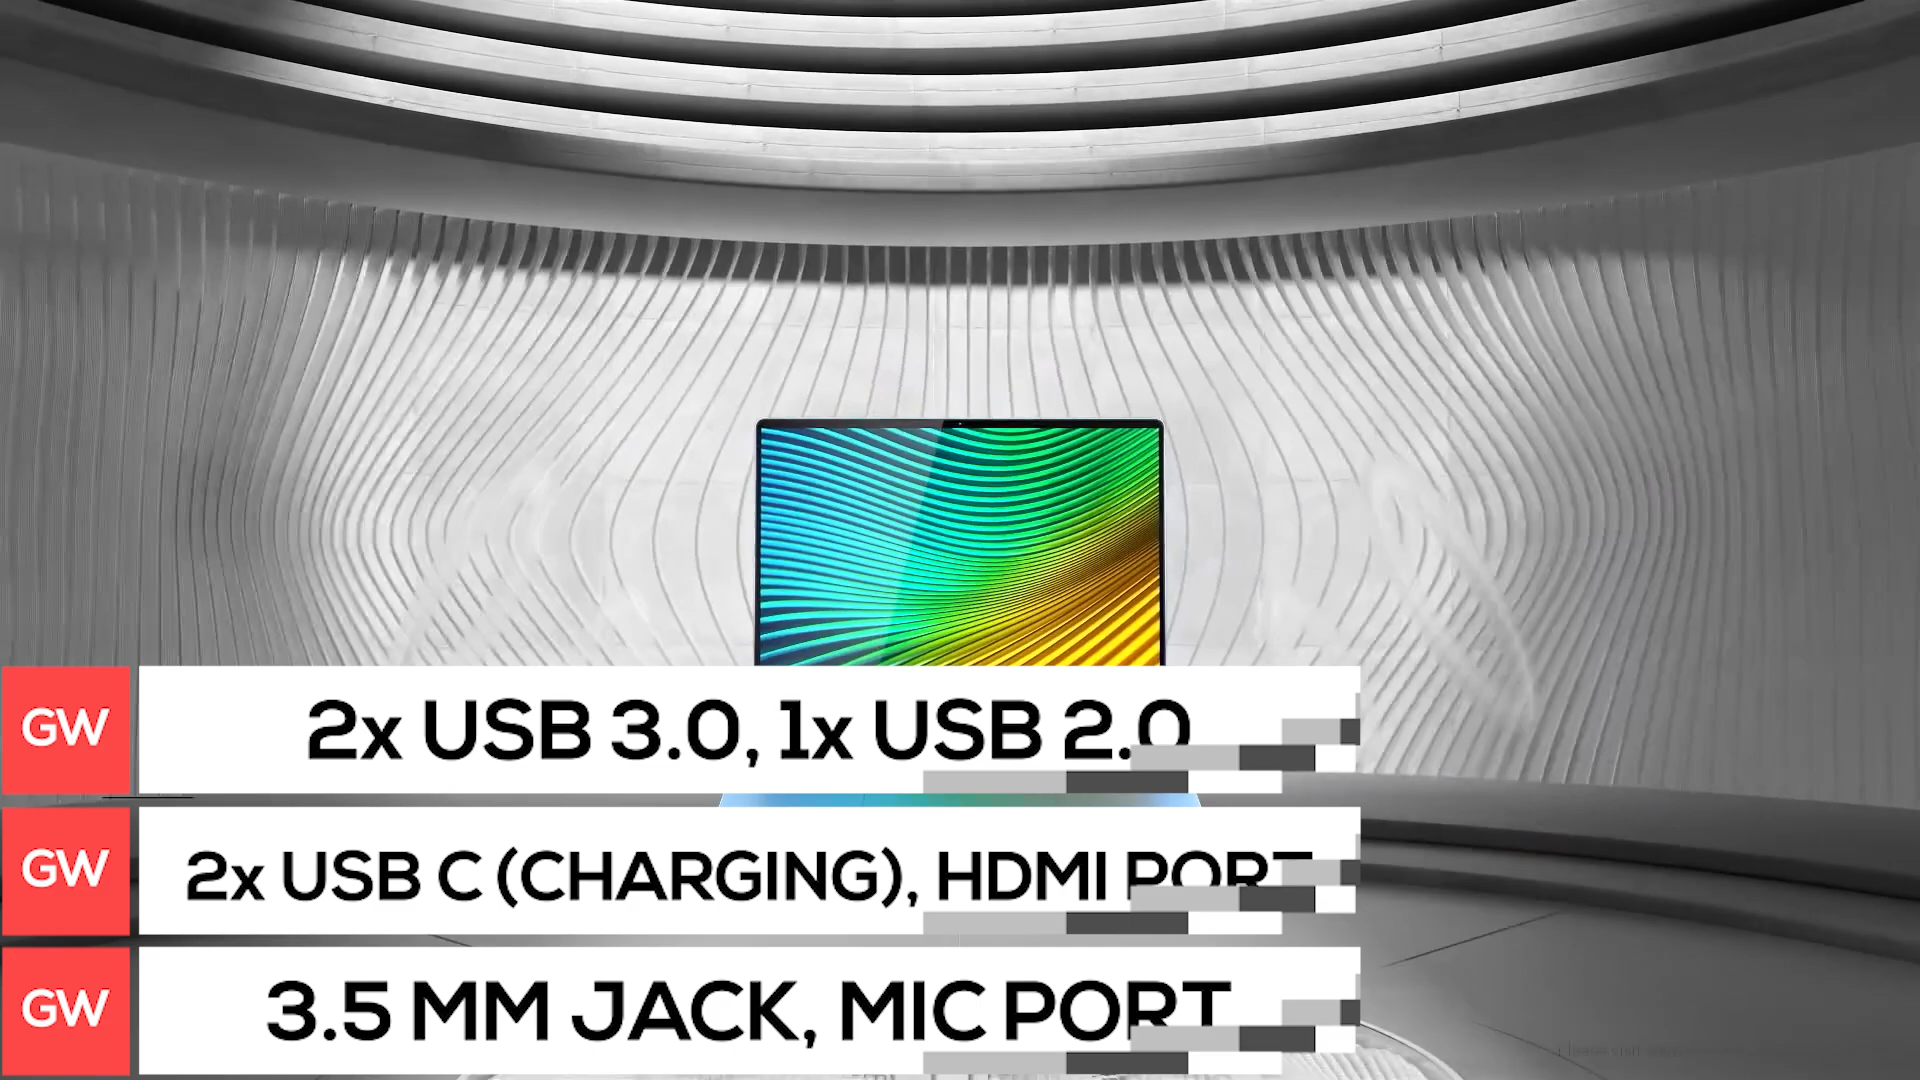 GW 2x USB 3.0, 1x USB 2.0
GW 2x USB C (CHARGING), HDMI PORT
GW 3.5 MM JACK, MIC PORT